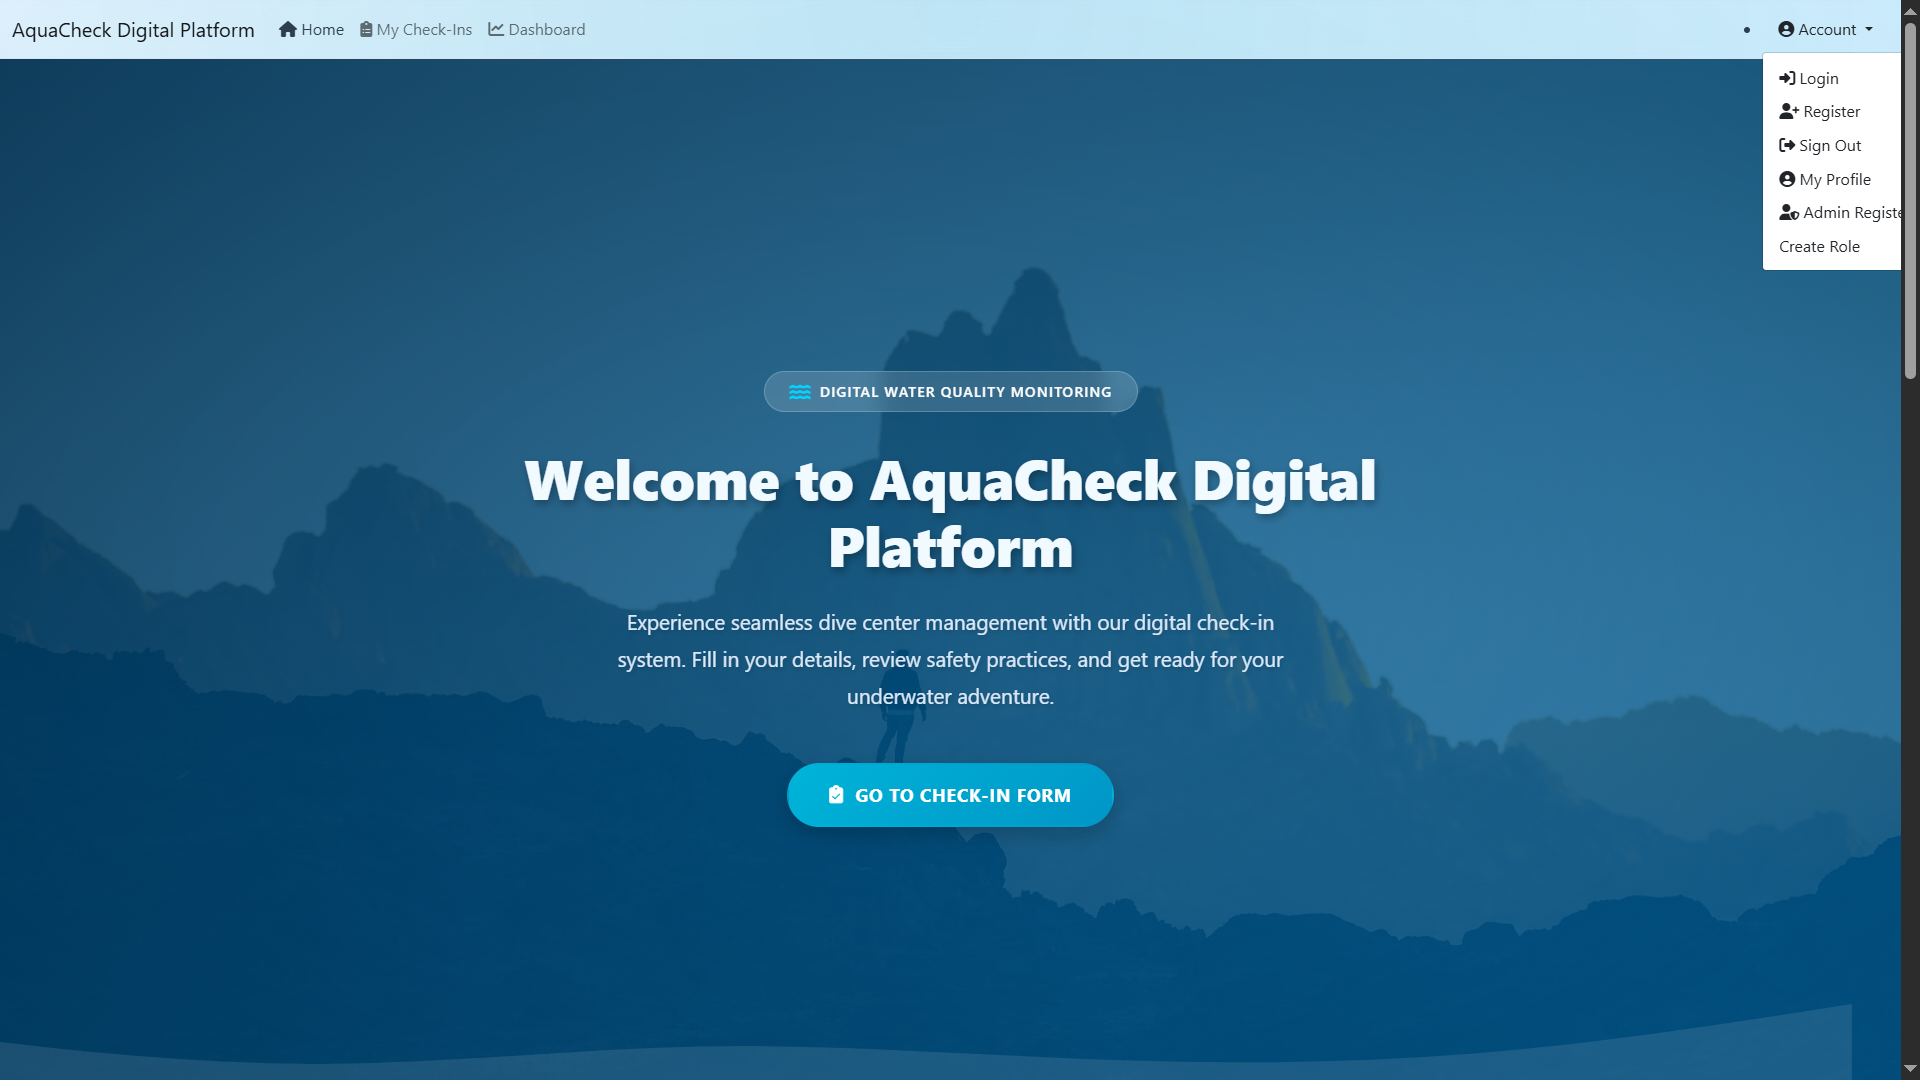 AquaCheck Digital Platform
Home
My Check-Ins
Dashboard
Account
Login
Register
Sign Out
My Profile
Admin Registe
Create Role
DIGITAL WATER QUALITY MONITORING
Welcome to AquaCheck Digital
Platform
Experience seamless dive center management with our digital check-in
system. Fill in your details, review safety practices, and get ready for your
underwater adventure.
GO TO CHECK-IN FORM